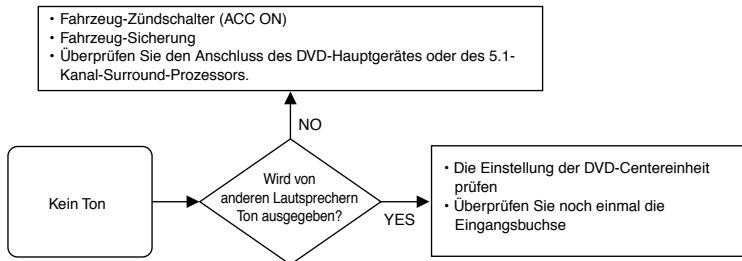 • Fahrzeug-Zündschalter (ACC ON)
• Fahrzeug-Sicherung
• Überprüfen Sie den Anschluss des DVD-Hauptgerätes oder des 5.1-
Kanal-Surround-Prozessors.
NO
Kein Ton
Wird von
anderen Lautsprechern
Ton ausgegeben?
YES
• Die Einstellung der DVD-Centereinheit
prüfen
• Überprüfen Sie noch einmal die
Eingangsbuchse